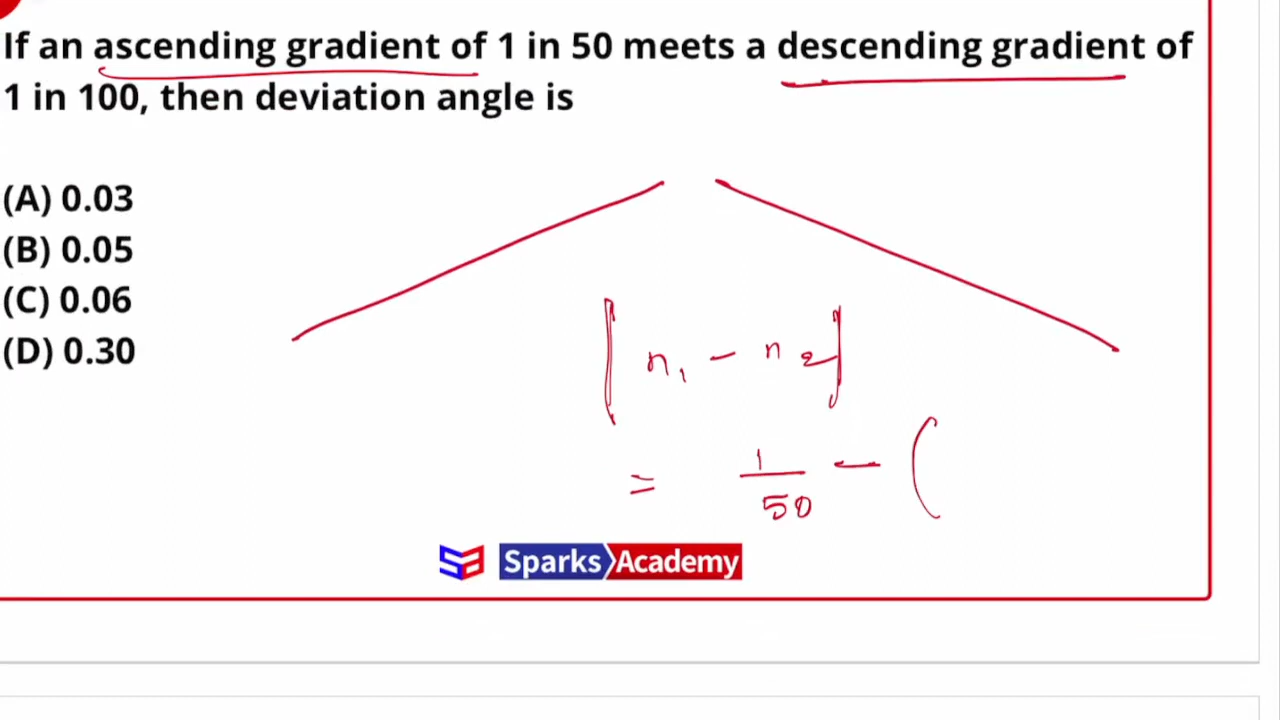 If an ascending gradient of 1 in 50 meets a descending gradient of
1 in 100, then deviation angle is
(A) 0.03
(B) 0.05
(C) 0.06
(D) 0.30
| n₁ - n₂ |
= 1/50 - (
Sparks Academy